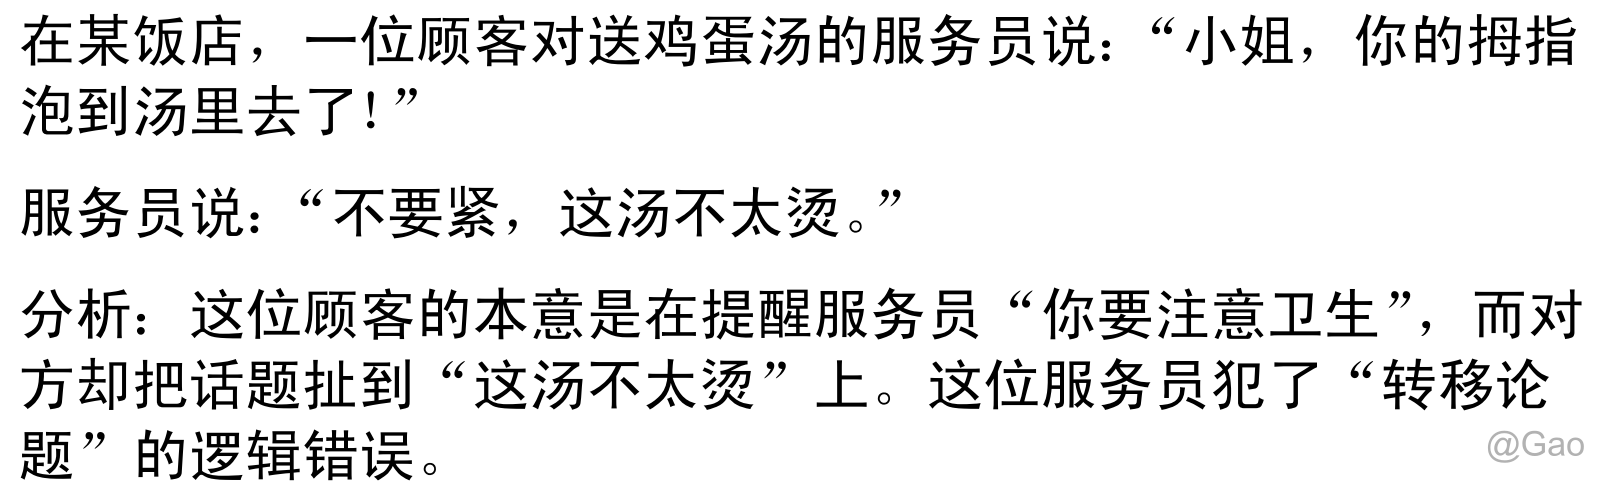 在某饭店，一位顾客对送鸡蛋汤的服务员说：“小姐，你的拇指
泡到汤里去了！”
服务员说：“不要紧，这汤不太烫。”
分析：这位顾客的本意是在提醒服务员“你要注意卫生”，而对
方却把话题扯到“这汤不太烫”上。这位服务员犯了“转移论
题”的逻辑错误。
@Gao